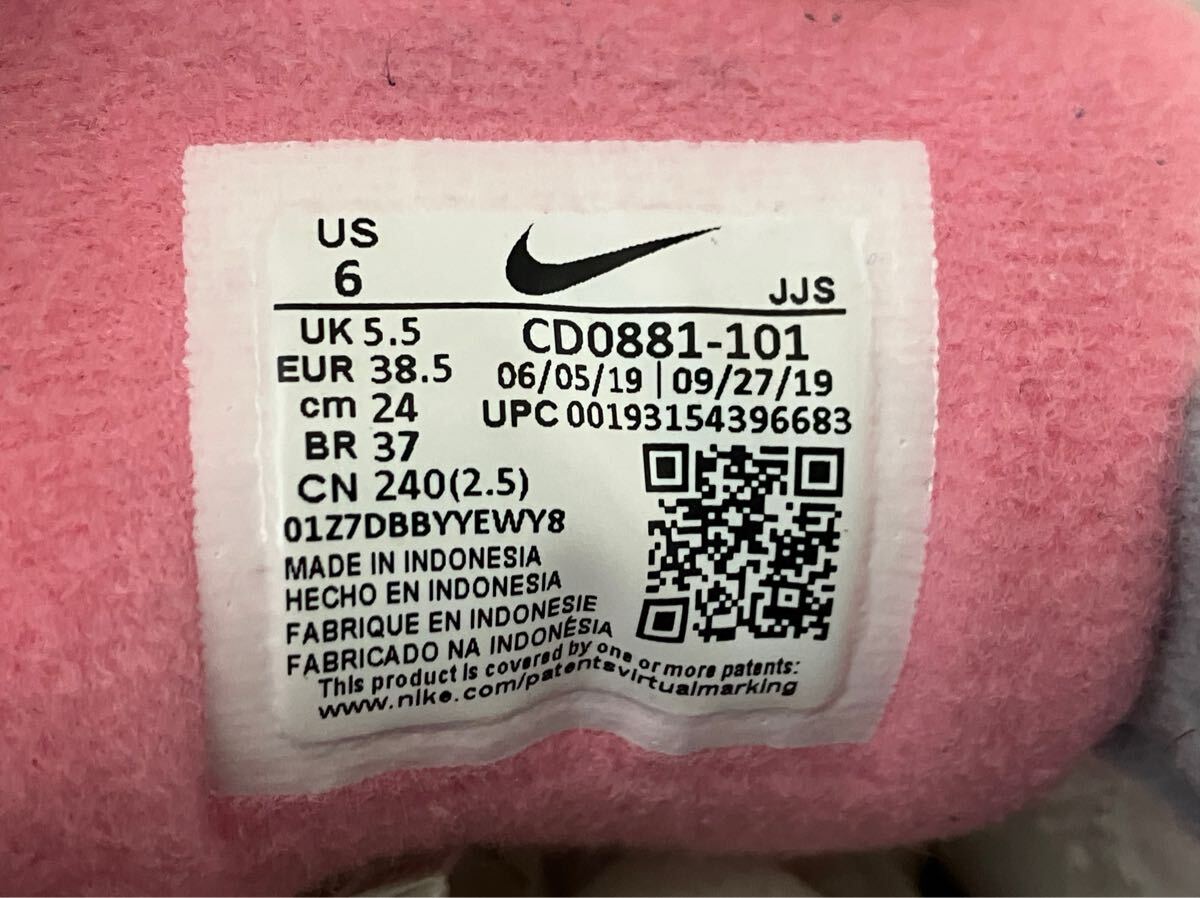 US
6
JJS
UK 5.5
EUR 38.5
cm 24
BR 37
CN 240(2.5)
CD0881-101
06/05/19 | 09/27/19
UPC 00193154396683
01Z7DBBYYEWY8
MADE IN INDONESIA
HECHO EN INDONESIA
FABRIQUE EN INDONESIE
FABRICADO NA INDONÉSIA
This product is covered by one or more patents:
www.nike.com/patentsvirtualmarking